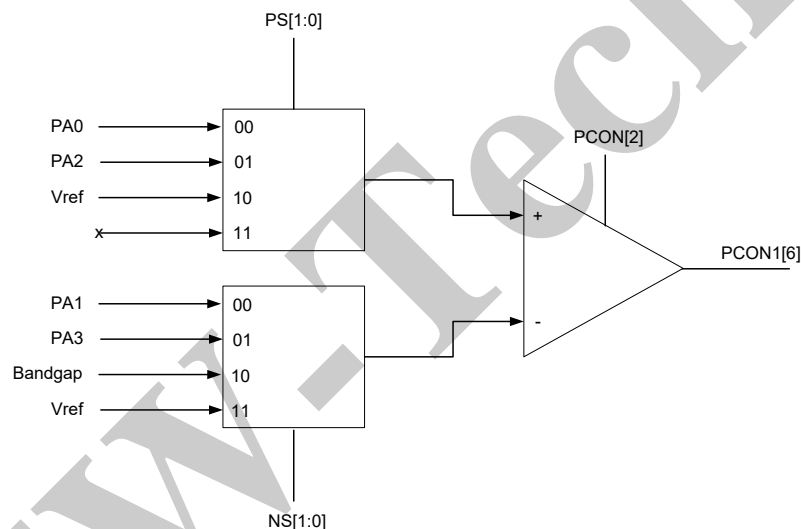 PS[1:0]
PA0
00
PA2
01
Vref
10
x
11
PCON[2]
+
PCON1[6]
PA1
00
PA3
01
-
Bandgap
10
Vref
11
NS[1:0]
W-Tech